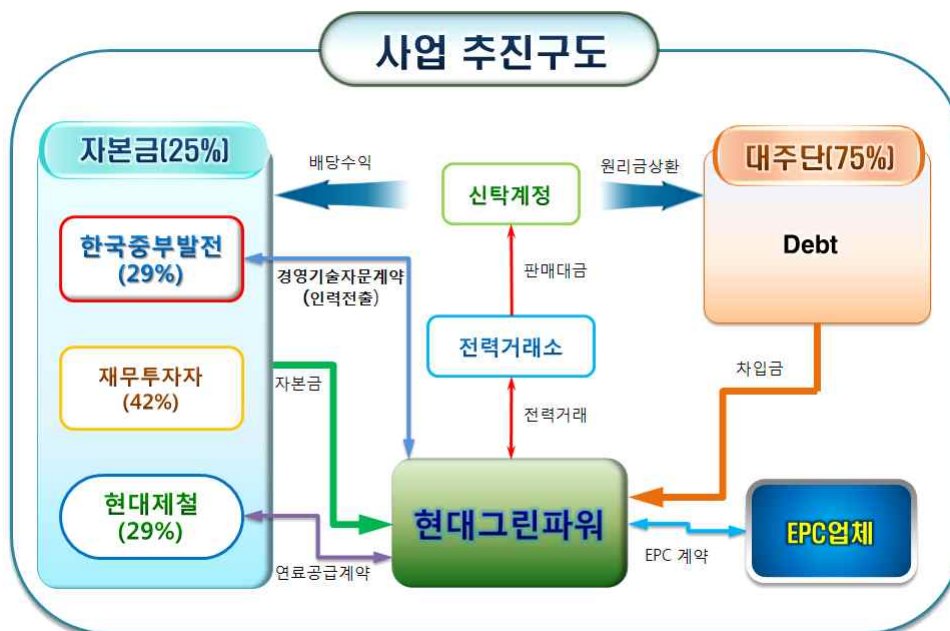 사업 추진구도
자본금(25%)
배당수익
신탁계정
원리금상환
대주단(75%)
Debt
한국중부발전
(29%)
경영기술자문계약
(인력전출)
판매대금
전력거래소
재무투자자
(42%)
자본금
전력거래
차입금
현대제철
(29%)
연료공급계약
현대그린파워
EPC 계약
EPC업체